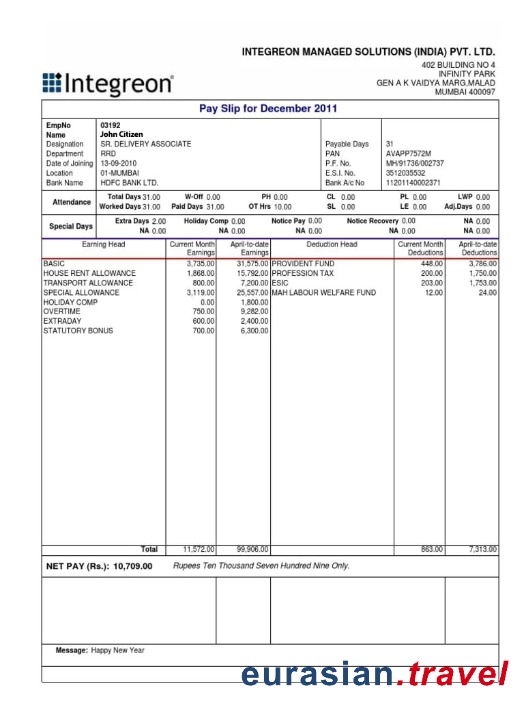 INTEGREON MANAGED SOLUTIONS (INDIA) PVT. LTD.
402 BUILDING NO 4
INFINITY PARK
GEN A K VAIDYA MARG,MALAD
MUMBAI 400097
Integreon
Pay Slip for December 2011
EmpNo 03192
Name John Citizen
Designation SR. DELIVERY ASSOCIATE Payable Days 31
Department RRD PAN AVAPP7572M
Date of Joining 13-09-2010 P.F. No. MH/91736/002737
Location 01-MUMBAI E.S.I. No. 3512035532
Bank Name HDFC BANK LTD. Bank A/c No 11201140002371
Attendance Total Days 31.00 W-Off 0.00 PH 0.00 CL 0.00 PL 0.00 LWP 0.00
Worked Days 31.00 Paid Days 31.00 OT Hrs 10.00 SL 0.00 LE 0.00 Adj.Days 0.00
Special Days Extra Days 2.00 Holiday Comp 0.00 Notice Pay 0.00 Notice Recovery 0.00 NA 0.00
NA 0.00 NA 0.00 NA 0.00 NA 0.00 NA 0.00
Earning Head Current Month Earnings April-to-date Earnings Deduction Head Current Month Deductions April-to-date Deductions
BASIC 3,735.00 31,575.00 PROVIDENT FUND 448.00 3,786.00
HOUSE RENT ALLOWANCE 1,868.00 15,792.00 PROFESSION TAX 200.00 1,750.00
TRANSPORT ALLOWANCE 800.00 7,200.00 ESIC 203.00 1,753.00
SPECIAL ALLOWANCE 3,119.00 25,557.00 MAH LABOUR WELFARE FUND 12.00 24.00
HOLIDAY COMP 0.00 1,800.00
OVERTIME 750.00 9,282.00
EXTRADAY 600.00 2,400.00
STATUTORY BONUS 700.00 6,300.00
Total 11,572.00 99,906.00 863.00 7,313.00
NET PAY (Rs.): 10,709.00 Rupees Ten Thousand Seven Hundred Nine Only.
Message: Happy New Year
eurasian.travel